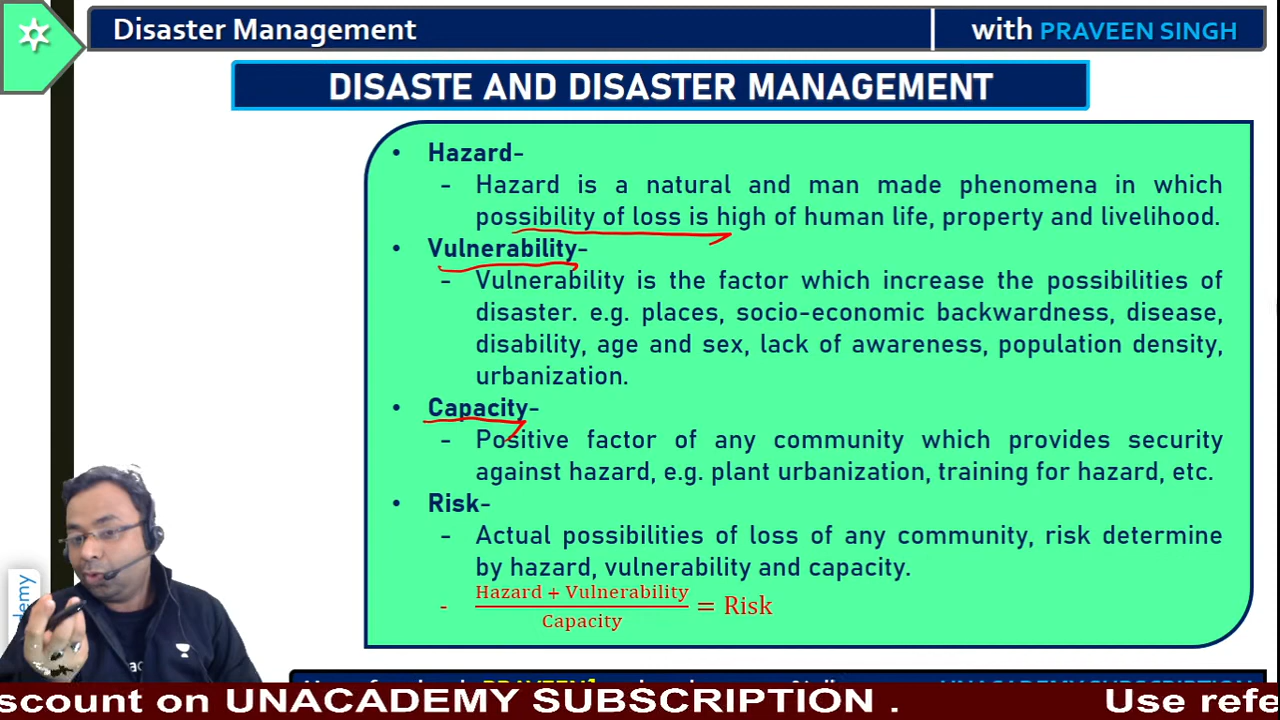 Disaster Management
with PRAVEEN SINGH
DISASTE AND DISASTER MANAGEMENT
• Hazard-
- Hazard is a natural and man made phenomena in which
possibility of loss is high of human life, property and livelihood.
• Vulnerability-
- Vulnerability is the factor which increase the possibilities of
disaster. e.g. places, socio-economic backwardness, disease,
disability, age and sex, lack of awareness, population density,
urbanization.
• Capacity-
- Positive factor of any community which provides security
against hazard, e.g. plant urbanization, training for hazard, etc.
• Risk-
- Actual possibilities of loss of any community, risk determine
by hazard, vulnerability and capacity.
- Hazard + Vulnerability
Capacity
= Risk
scount on UNACADEMY SUBSCRIPTION .
Use refe